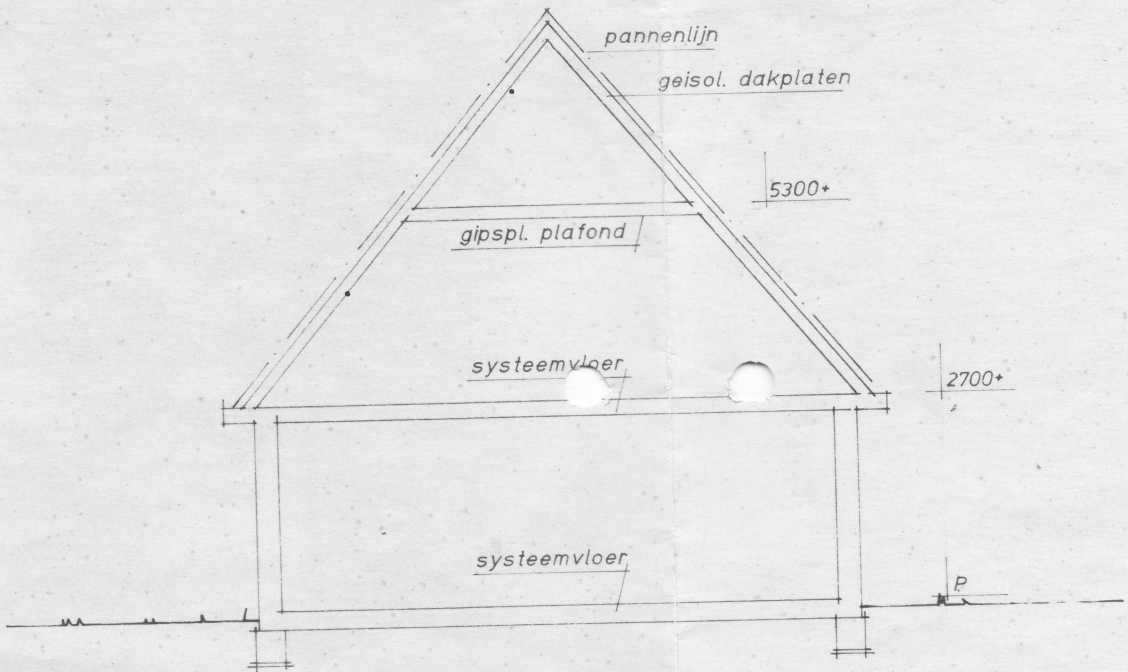 pannenlijn
geisol. dakplaten
5300+
gipspl. plafond
systeemvloer
2700+
systeemvloer
P.